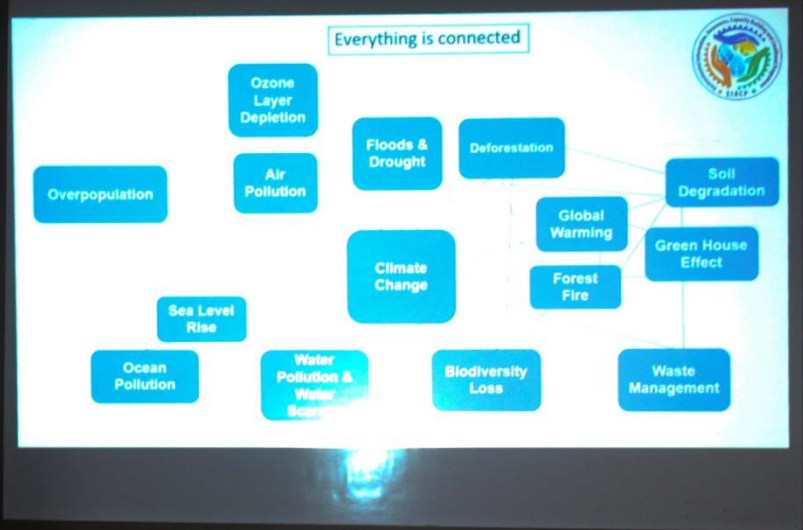 Everything is connected
Ozone
Layer
Depletion
Floods &
Drought
Deforestation
Air
Pollution
Overpopulation
Soil
Degradation
Global
Warming
Green House
Effect
Climate
Change
Forest
Fire
Sea Level
Rise
Ocean
Pollution
Water
Pollution &
Water
Biodiversity
Loss
Waste
Management